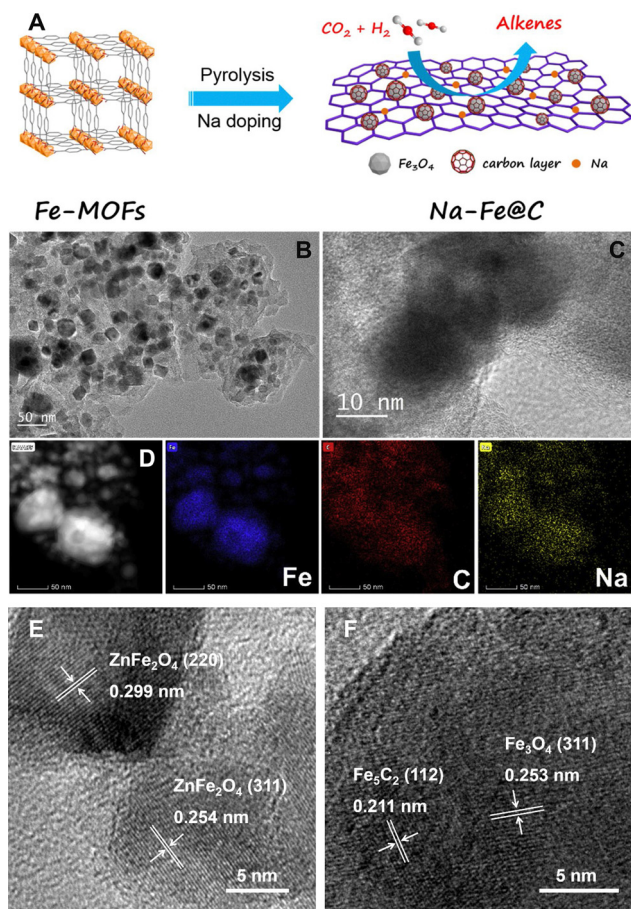 A
CO₂ + H₂
Alkenes
Pyrolysis
Na doping
Fe₃O₄
carbon layer
Na
Fe-MOFs
Na-Fe@C
B
50 nm
C
10 nm
D
50 nm
Fe
50 nm
C
50 nm
Na
50 nm
E
ZnFe₂O₄ (220)
0.299 nm
ZnFe₂O₄ (311)
0.254 nm
5 nm
F
Fe₃O₄ (311)
0.253 nm
Fe₅C₂ (112)
0.211 nm
5 nm